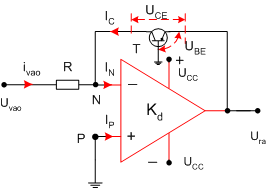 U_CE
I_C
T
U_BE
i_vao
R
I_N
+
U_CC
U_vao
N
−
K_d
U_ra
P
I_P
+
−
U_CC